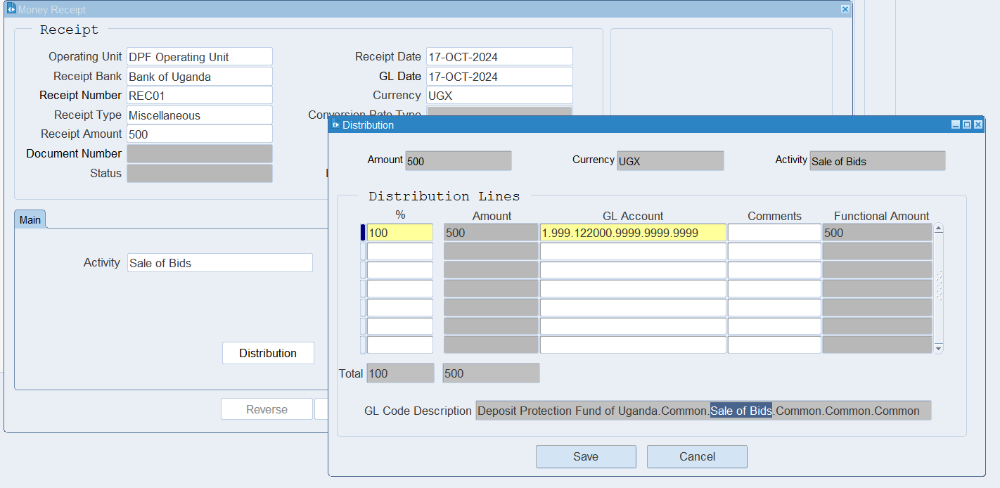 Money Receipt
Receipt
Operating Unit DPF Operating Unit
Receipt Bank Bank of Uganda
Receipt Number REC01
Receipt Type Miscellaneous
Receipt Amount 500
Document Number
Status
Receipt Date 17-OCT-2024
GL Date 17-OCT-2024
Currency UGX
Conversion Rate Type
Main
Activity Sale of Bids
Distribution
Reverse
Distribution
Amount 500 Currency UGX Activity Sale of Bids
Distribution Lines
% Amount GL Account Comments Functional Amount
100 500 1.999.122000.9999.9999.9999 500
Total 100 500
GL Code Description Deposit Protection Fund of Uganda.Common.Sale of Bids.Common.Common.Common
Save Cancel